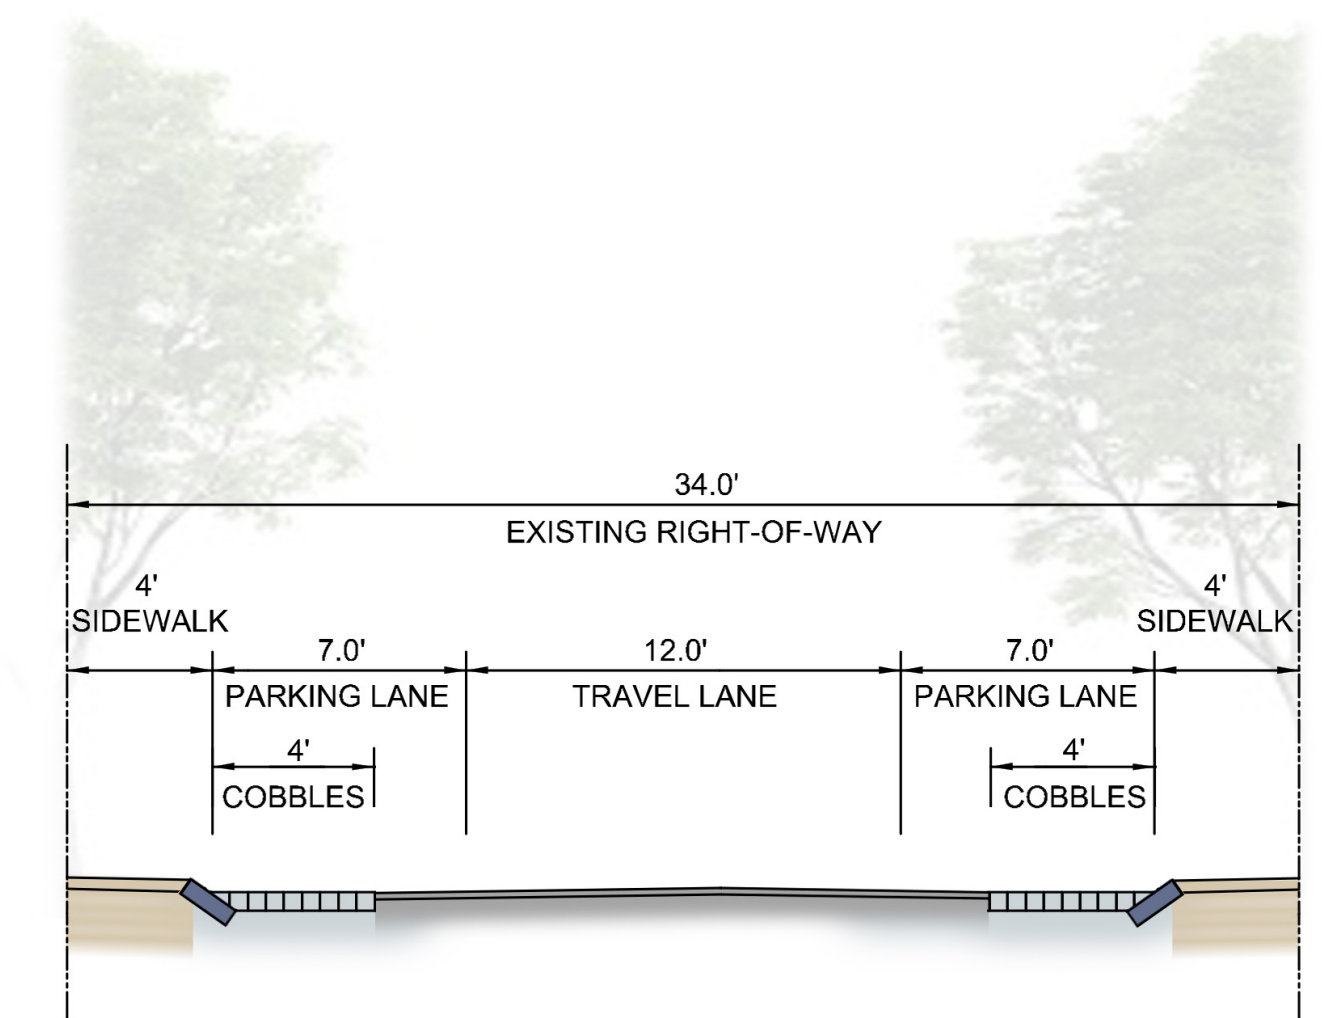 34.0'
EXISTING RIGHT-OF-WAY
4'
SIDEWALK
4'
SIDEWALK
7.0'
PARKING LANE
12.0'
TRAVEL LANE
7.0'
PARKING LANE
4'
COBBLES
4'
COBBLES